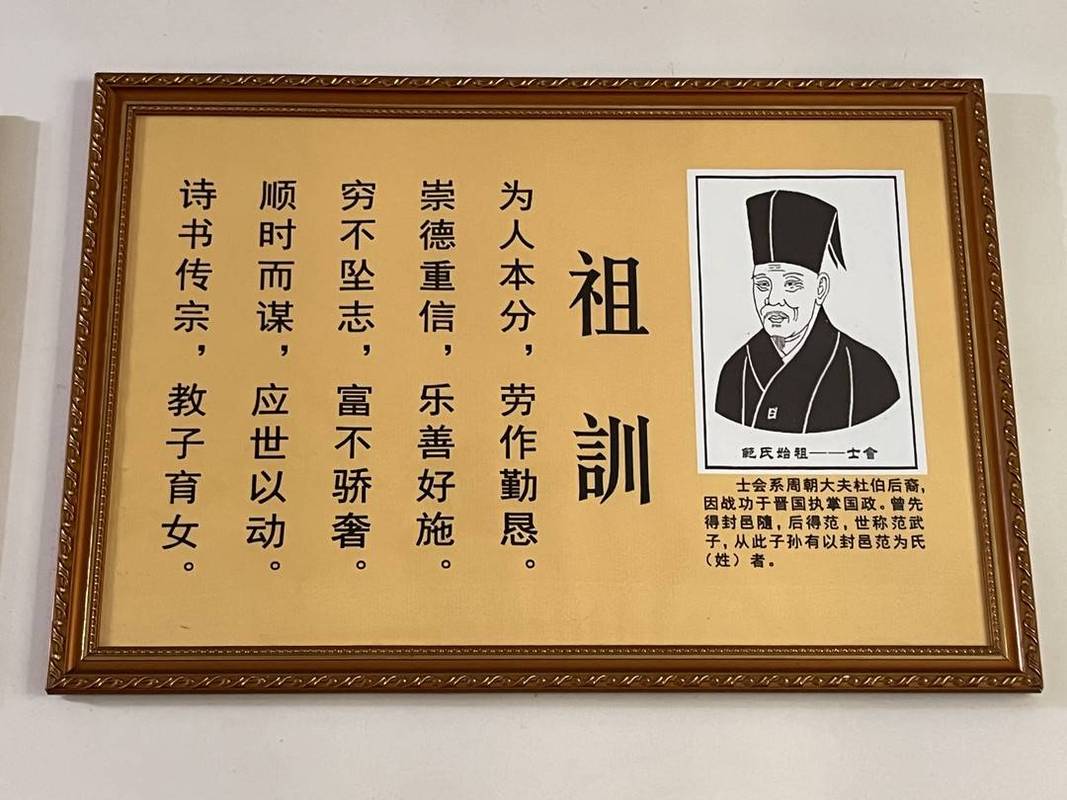 範氏始祖——士會
士会系周朝大夫杜伯后裔，
因战功于晋国执掌国政。曾先
得封邑隨，后得范，世称范武
子，从此子孙有以封邑范为氏
（姓）者。
祖訓
为人本分，劳作勤恳。
崇德重信，乐善好施。
穷不坠志，富不骄奢。
顺时而谋，应世以动。
诗书传宗，教子育女。